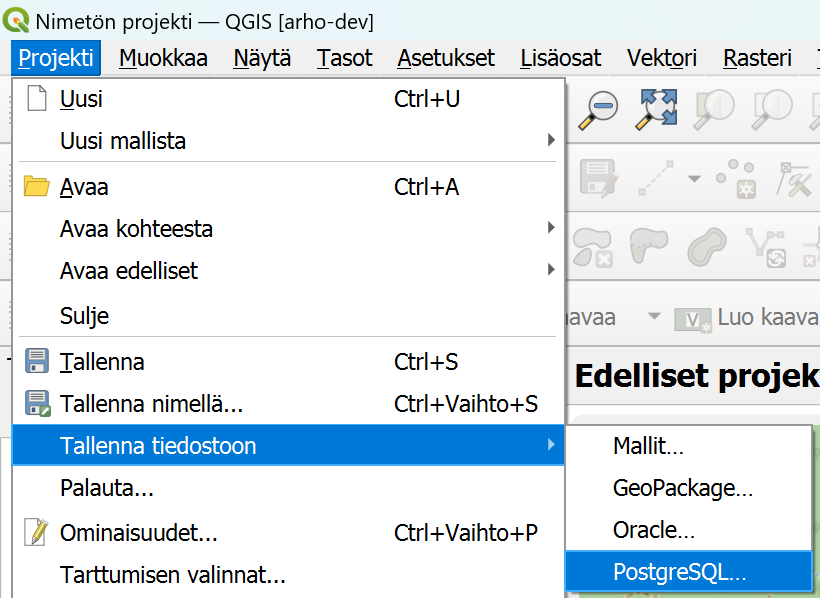 Nimetön projekti — QGIS [arho-dev]
Projekti Muokkaa Näytä Tasot Asetukset Lisäosat Vektori Rasteri
Uusi Ctrl+U
Uusi mallista
Avaa Ctrl+A
Avaa kohteesta
Avaa edelliset
Sulje
Luo kaava
Tallenna Ctrl+S
Edelliset projek
Tallenna nimellä... Ctrl+Vaihto+S
Tallenna tiedostoon
Mallit...
Palauta...
GeoPackage...
Ominaisuudet... Ctrl+Vaihto+P
Oracle...
Tarttumisen valinnat...
PostgreSQL...